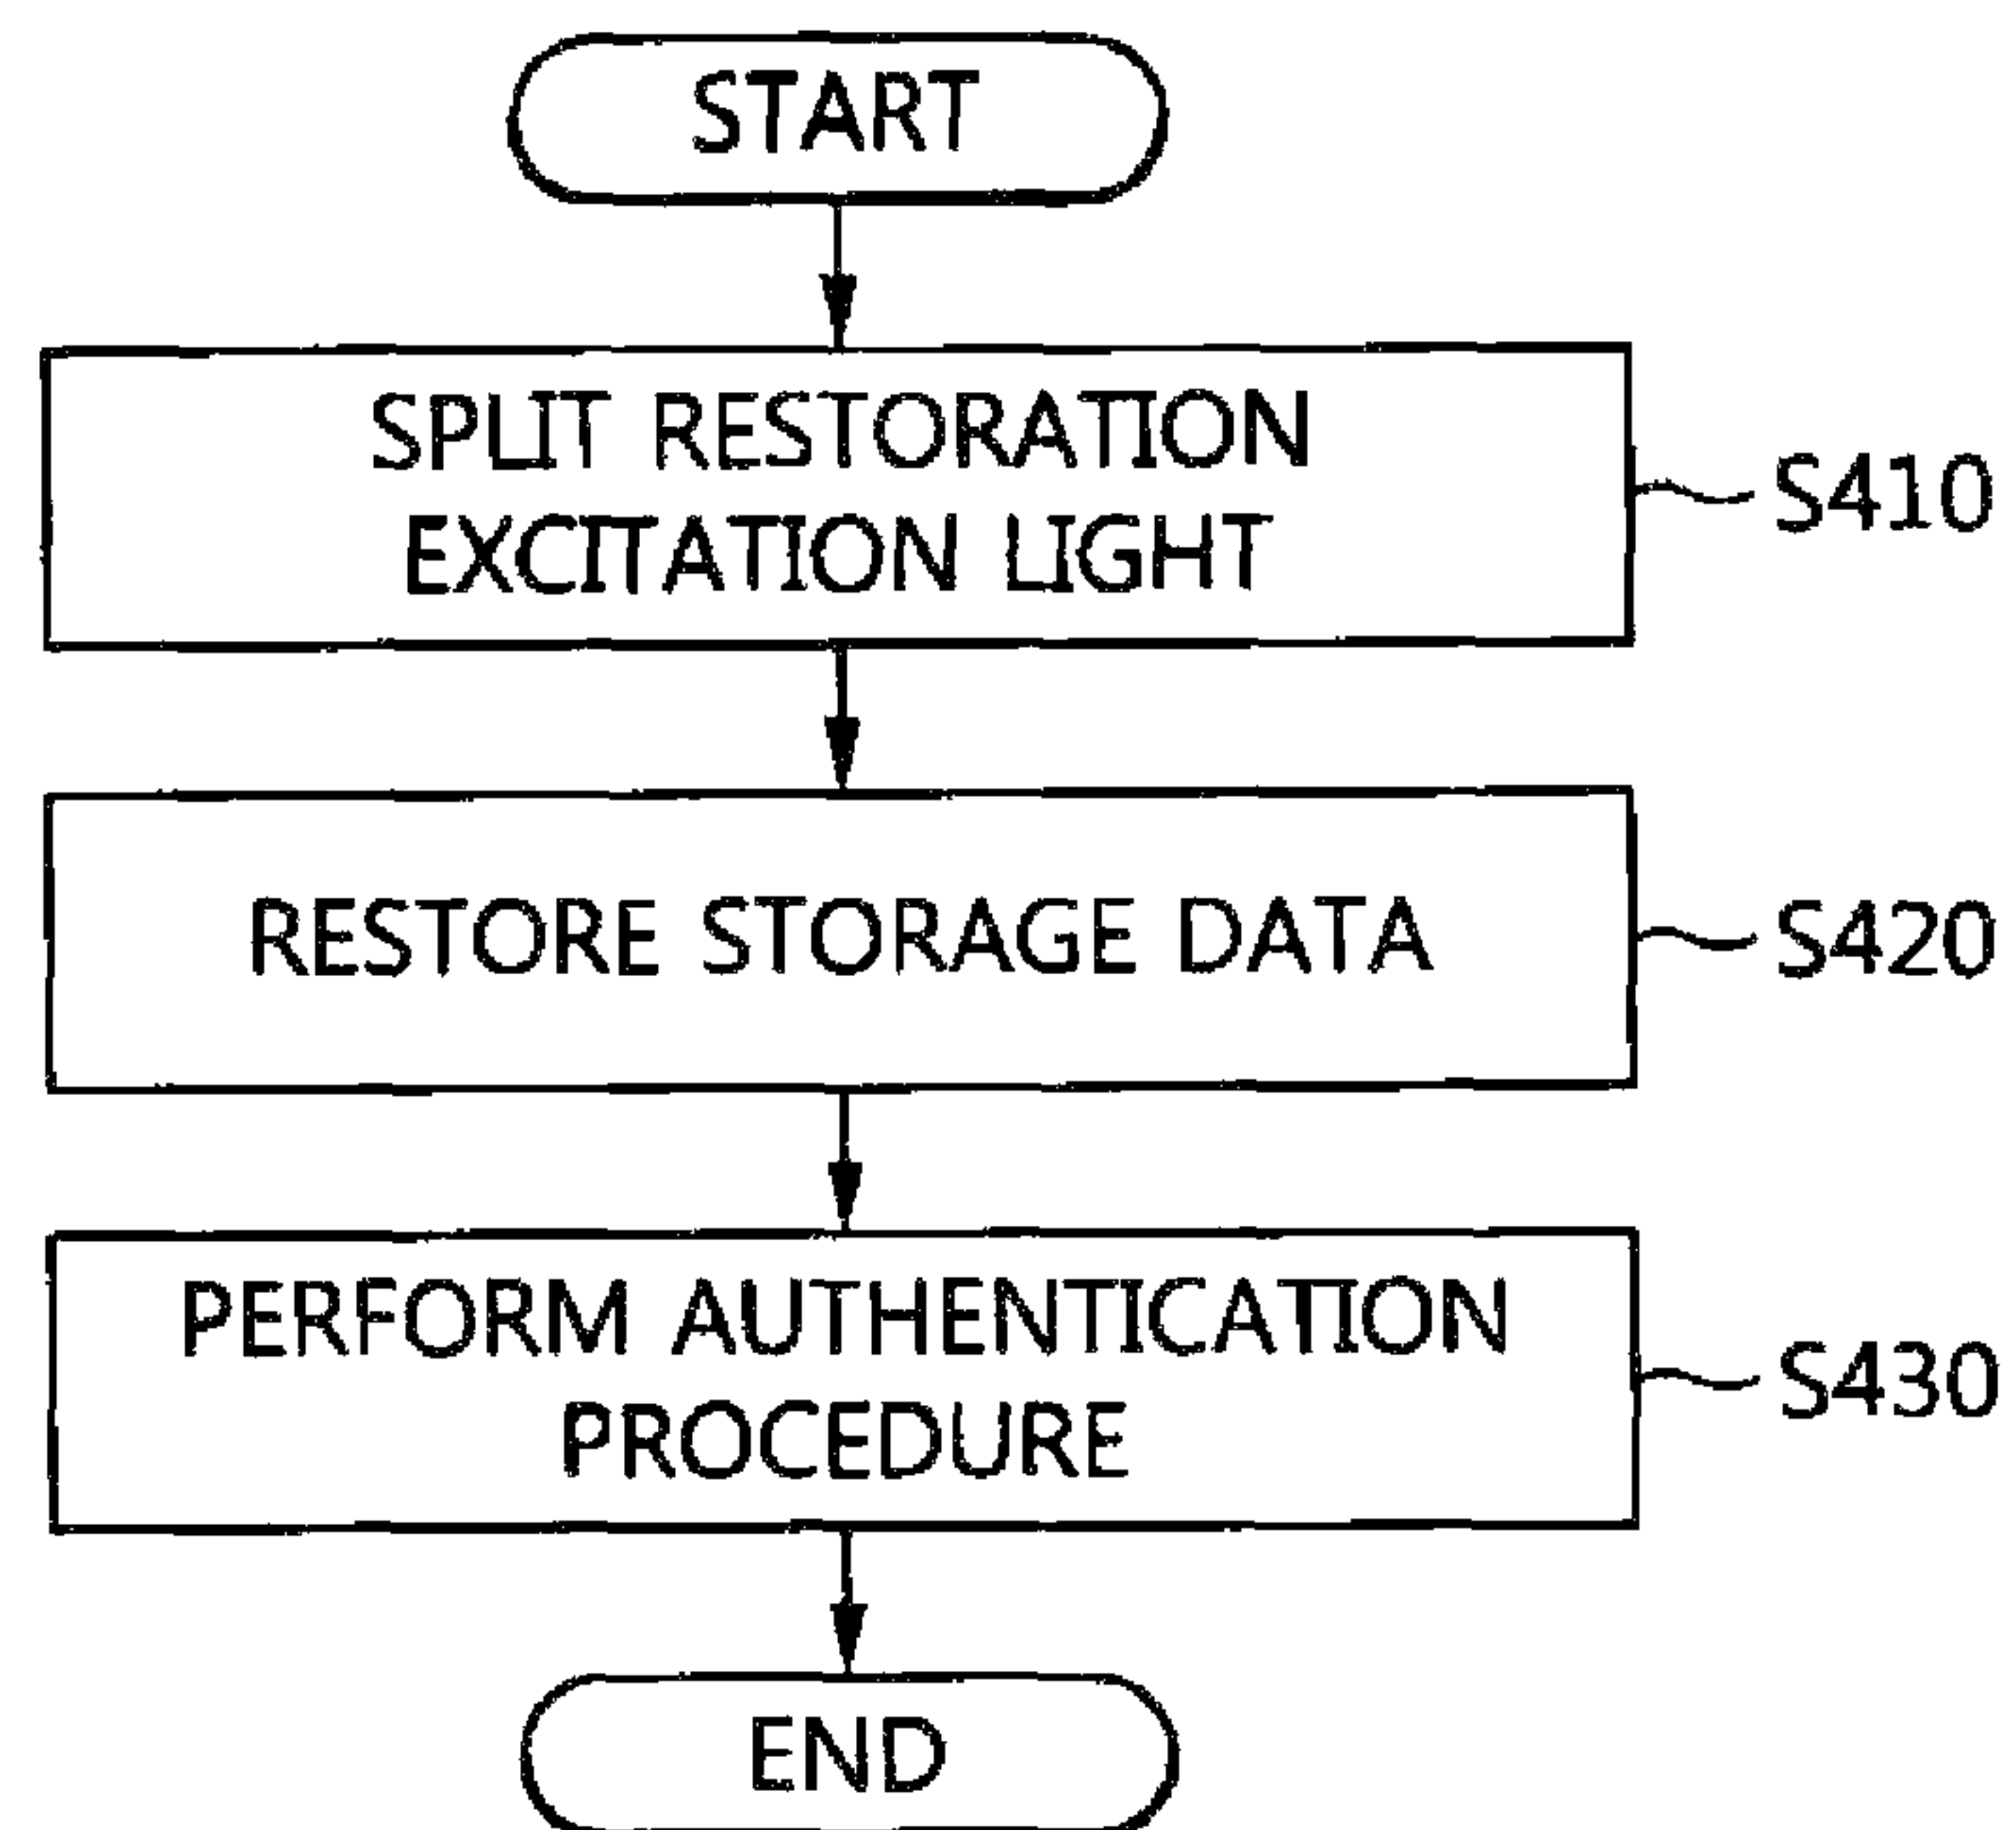 START
SPLIT RESTORATION
EXCITATION LIGHT
S410
RESTORE STORAGE DATA
S420
PERFORM AUTHENTICATION
PROCEDURE
S430
END